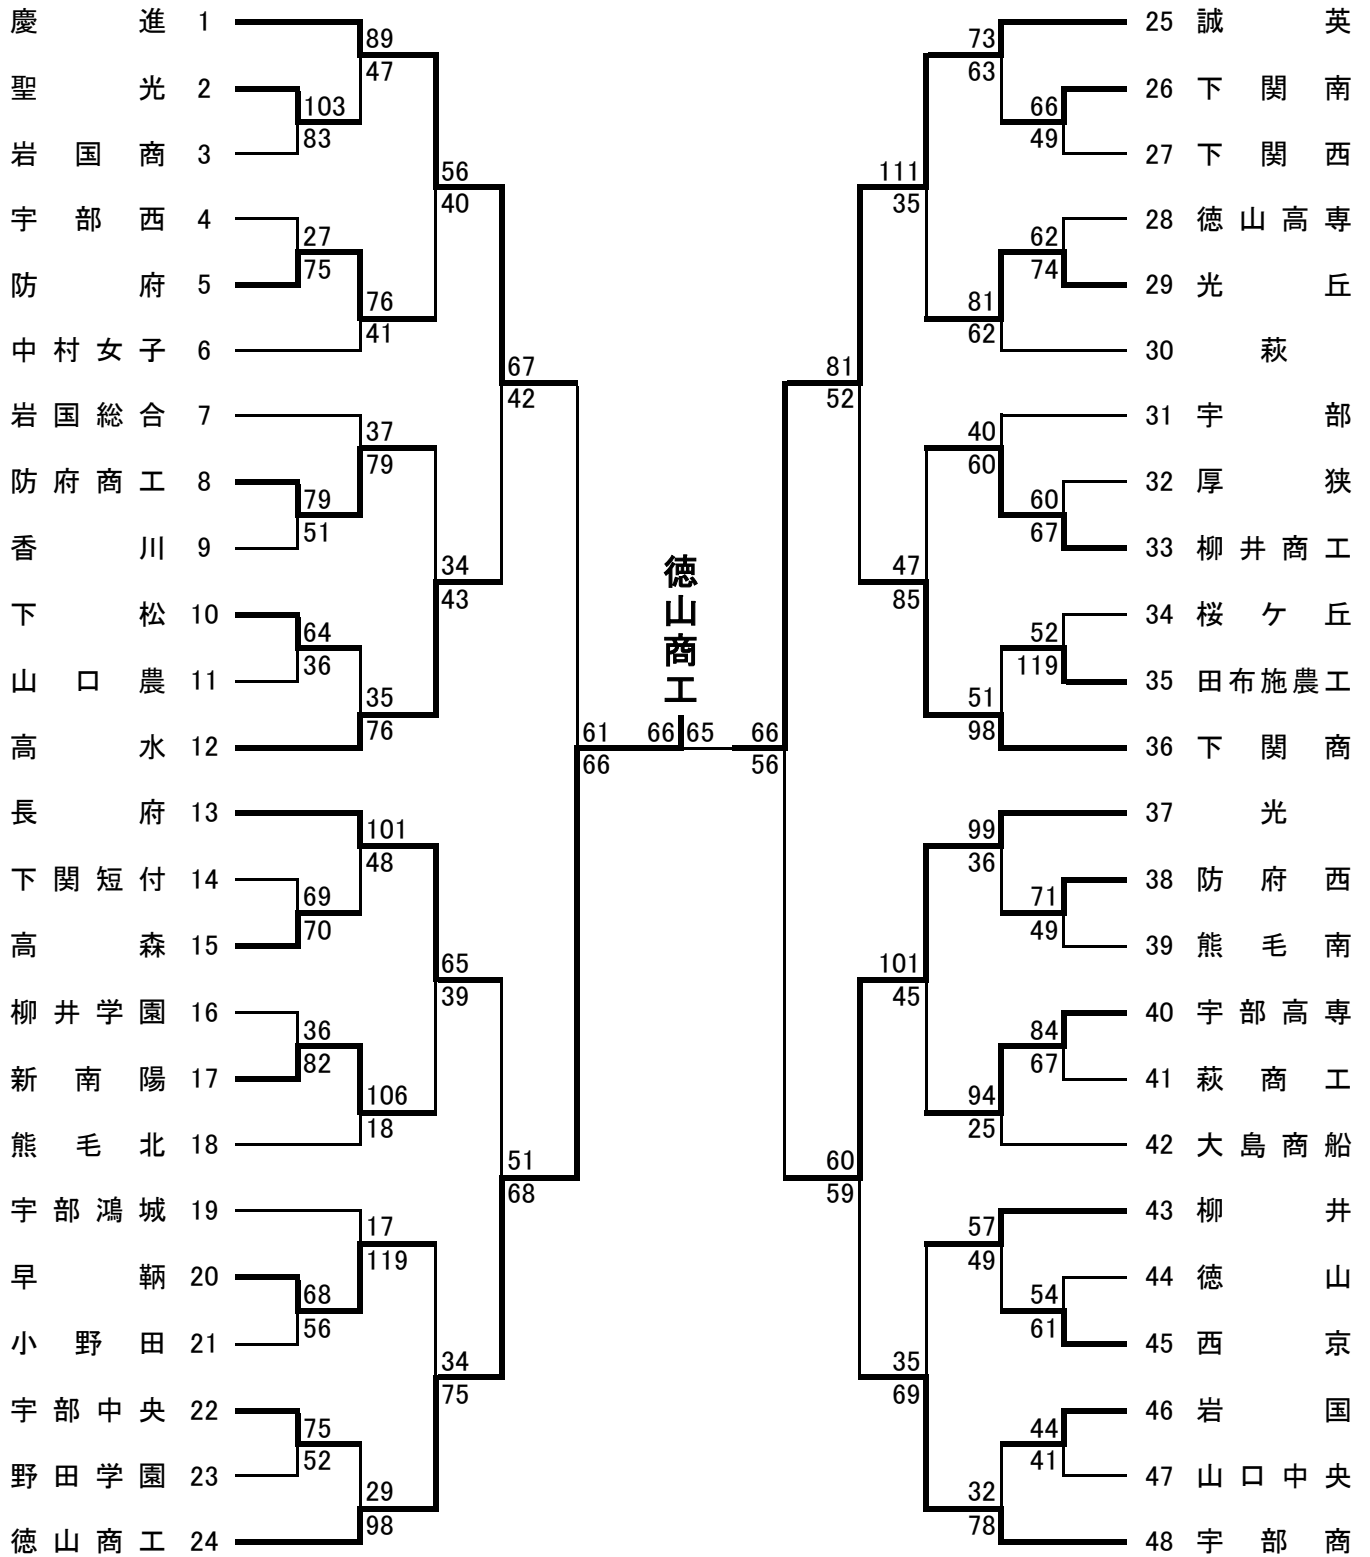 慶進 1
聖光 2
岩国商 3
宇部西 4
防府 5
中村女子 6
岩国総合 7
防府商工 8
香川 9
下松 10
山口農 11
高水 12
長府 13
下関短付 14
高森 15
柳井学園 16
新南陽 17
熊毛北 18
宇部鴻城 19
早鞆 20
小野田 21
宇部中央 22
野田学園 23
徳山商工 24
103
83
27
75
79
51
64
36
69
70
36
82
68
56
75
52
89
47
76
41
37
79
35
76
101
48
106
18
17
119
29
98
56
40
34
43
65
39
34
75
67
42
51
68
61
66
徳山商工
66 65
66
56
81
52
60
59
111
35
47
85
101
45
35
69
73
63
81
62
40
60
51
98
99
36
94
25
57
49
32
78
66
49
62
74
60
67
52
119
71
49
84
67
54
61
44
41
25 誠英
26 下関南
27 下関西
28 徳山高専
29 光丘
30 萩
31 宇部
32 厚狭
33 柳井商工
34 桜ケ丘
35 田布施農工
36 下関商
37 光
38 防府西
39 熊毛南
40 宇部高専
41 萩商工
42 大島商船
43 柳井
44 徳山
45 西京
46 岩国
47 山口中央
48 宇部商